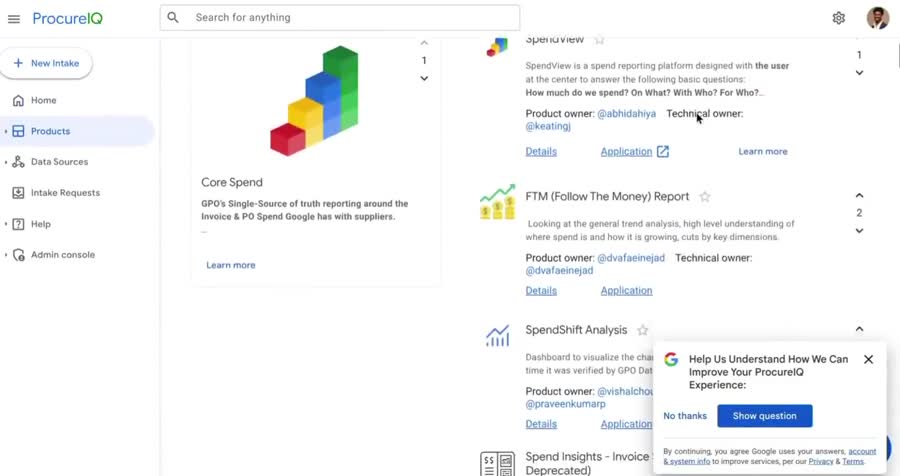 ProcureIQ
Search for anything
New Intake
Home
Products
Data Sources
Intake Requests
Help
Admin console
1
Core Spend
GPO's Single-Source of truth reporting around the
Invoice & PO Spend Google has with suppliers.
...
Learn more
SpendView
1
SpendView is a spend reporting platform designed with the user
at the center to answer the following basic questions:
How much do we spend? On What? With Who? For Who?...
Product owner: @abhidahiya Technical owner:
@keatingj
Details Application Learn more
FTM (Follow The Money) Report
2
Looking at the general trend analysis, high level understanding of
where spend is and how it is growing, cuts by key dimensions.
Product owner: @dvafaeinejad Technical owner:
@dvafaeinejad
Details Application
SpendShift Analysis
Dashboard to visualize the
time it was verified by GPO
Product owner:
@praveenkumarp
Details Application
Spend Insights - Invoice
Deprecated)
Help Us Understand How We Can
Improve Your ProcureIQ
Experience:
No thanks Show question
By continuing, you agree Google uses your answers, account
& system info to improve services, per our Privacy & Terms.